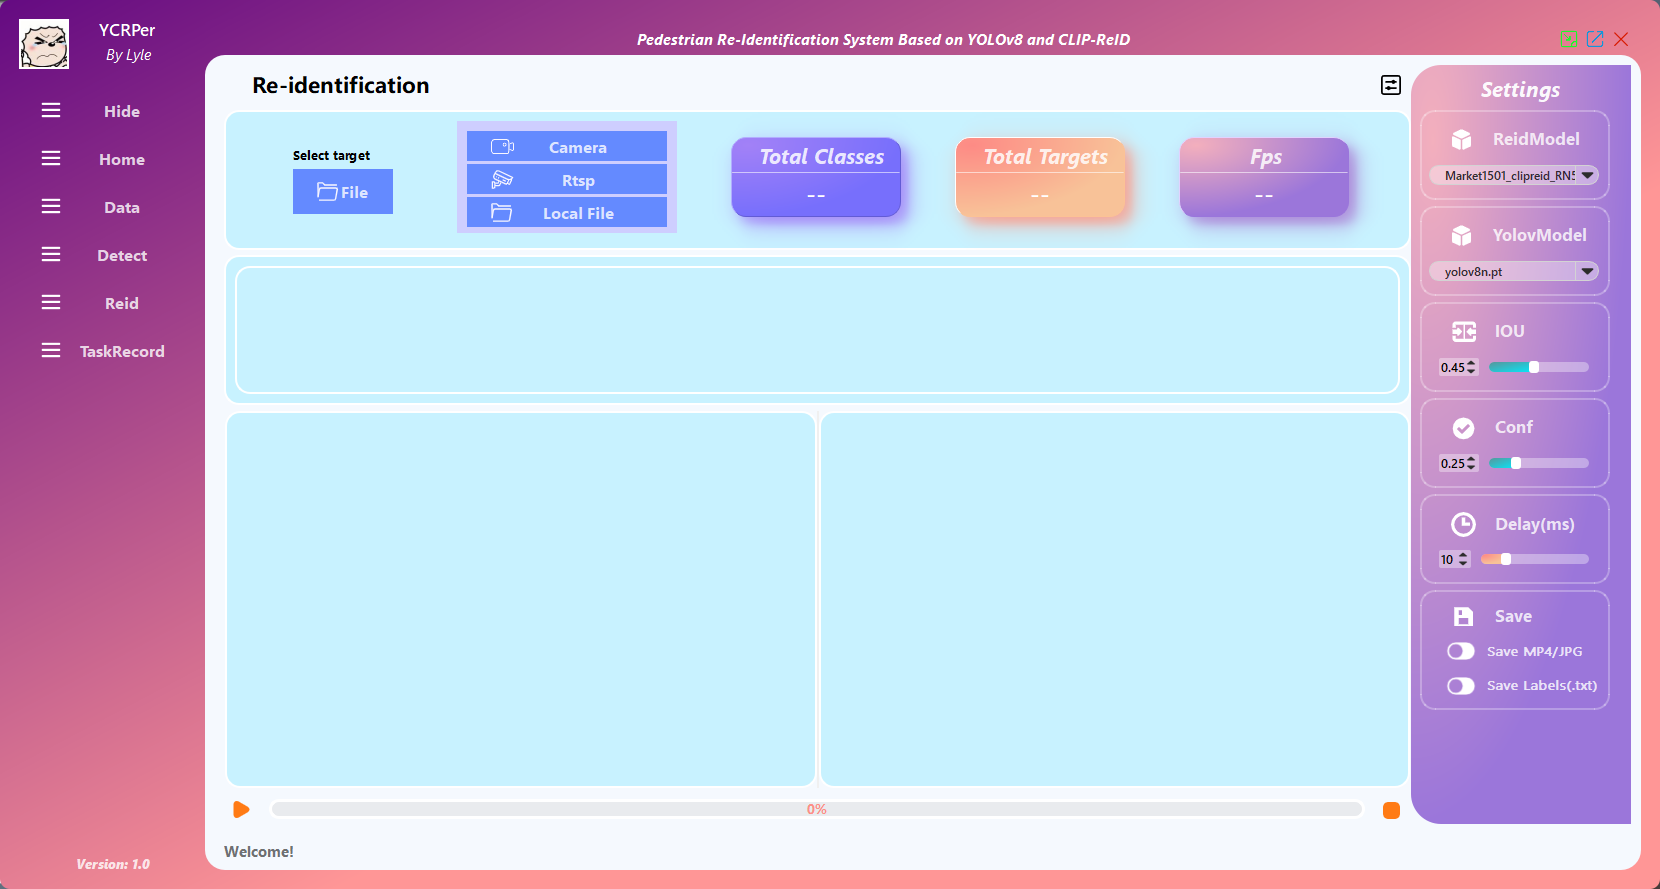 YCRPer
By Lyle
Pedestrian Re-Identification System Based on YOLOv8 and CLIP-ReID
Hide
Home
Data
Detect
Reid
TaskRecord
Version: 1.0
Re-identification
Select target
File
Camera
Rtsp
Local File
Total Classes
--
Total Targets
--
Fps
--
0%
Welcome!
Settings
ReidModel
Market1501_clipreid_RN5
YolovModel
yolov8n.pt
IOU
0.45
Conf
0.25
Delay(ms)
10
Save
Save MP4/JPG
Save Labels(.txt)